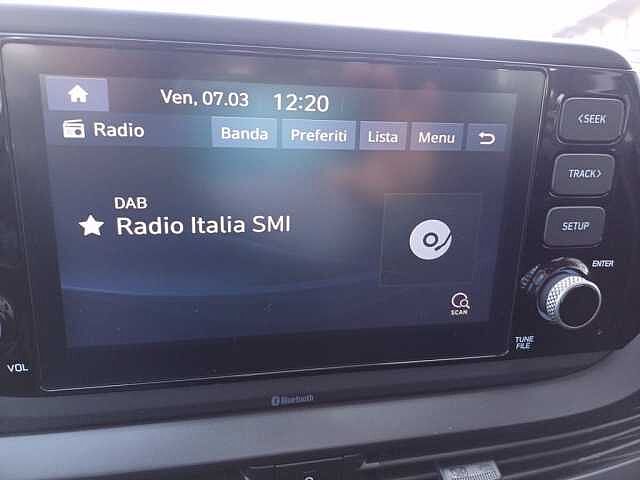 Ven, 07.03 12:20
Radio Banda Preferiti Lista Menu
DAB
Radio Italia SMI
SCAN
<SEEK
TRACK>
SETUP
ENTER
TUNE
FILE
VOL
Bluetooth